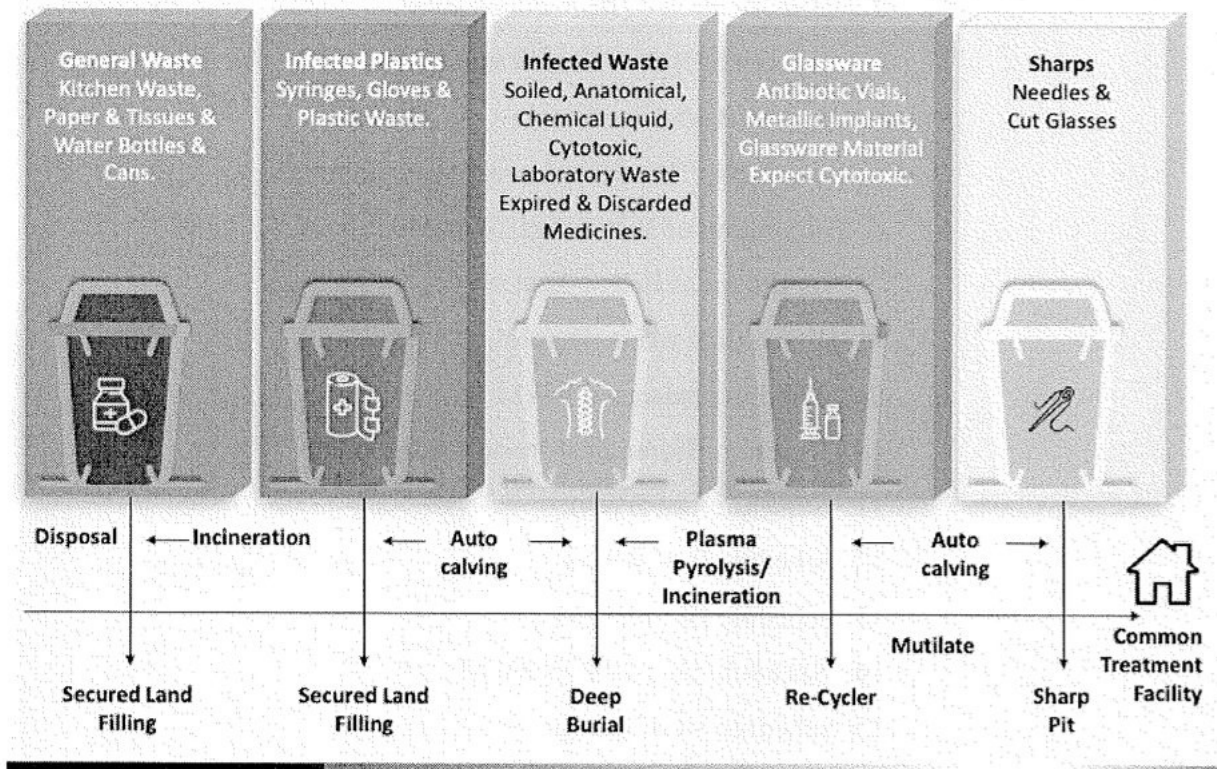 General Waste
Kitchen Waste,
Paper & Tissues &
Water Bottles &
Cans.
Infected Plastics
Syringes, Gloves &
Plastic Waste.
Infected Waste
Soiled, Anatomical,
Chemical Liquid,
Cytotoxic,
Laboratory Waste
Expired & Discarded
Medicines.
Glassware
Antibiotic Vials,
Metallic Implants,
Glassware Material
Expect Cytotoxic.
Sharps
Needles &
Cut Glasses
Disposal
Incineration
Auto
calving
Plasma
Pyrolysis/
Incineration
Auto
calving
Mutilate
Common
Treatment
Facility
Secured Land
Filling
Secured Land
Filling
Deep
Burial
Re-Cycler
Sharp
Pit